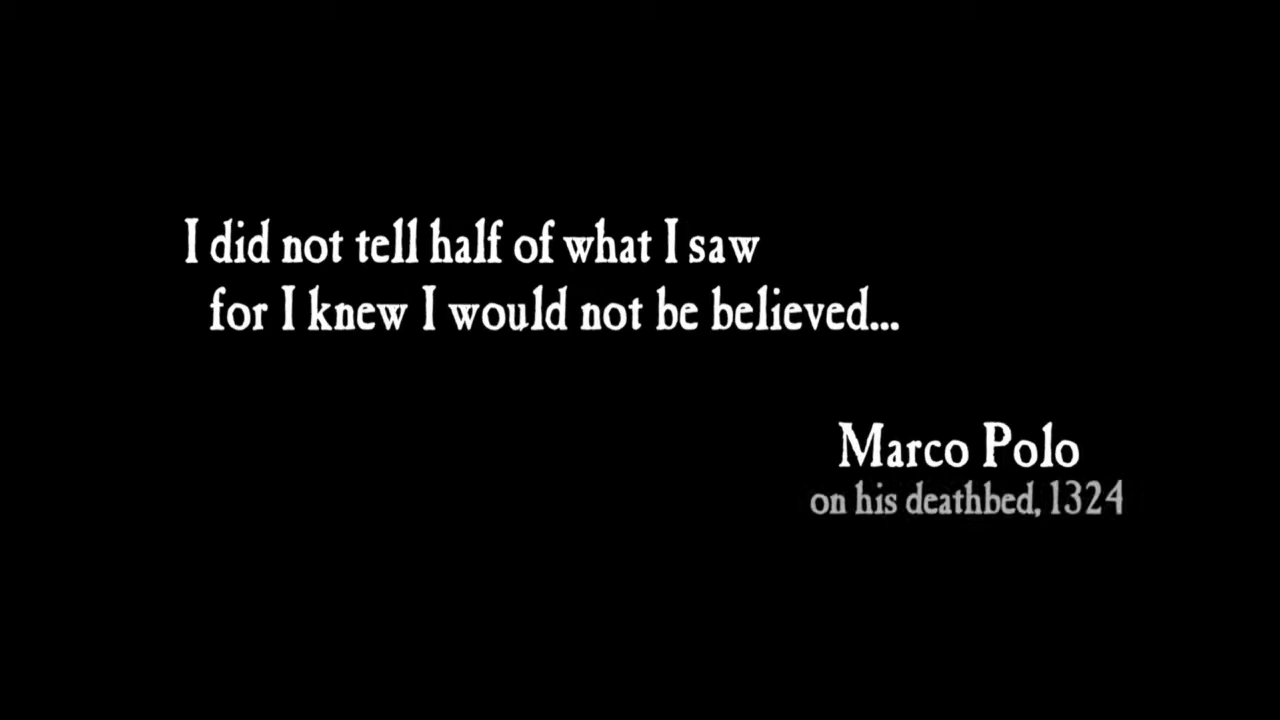 I did not tell half of what I saw
for I knew I would not be believed...
Marco Polo
on his deathbed, 1324